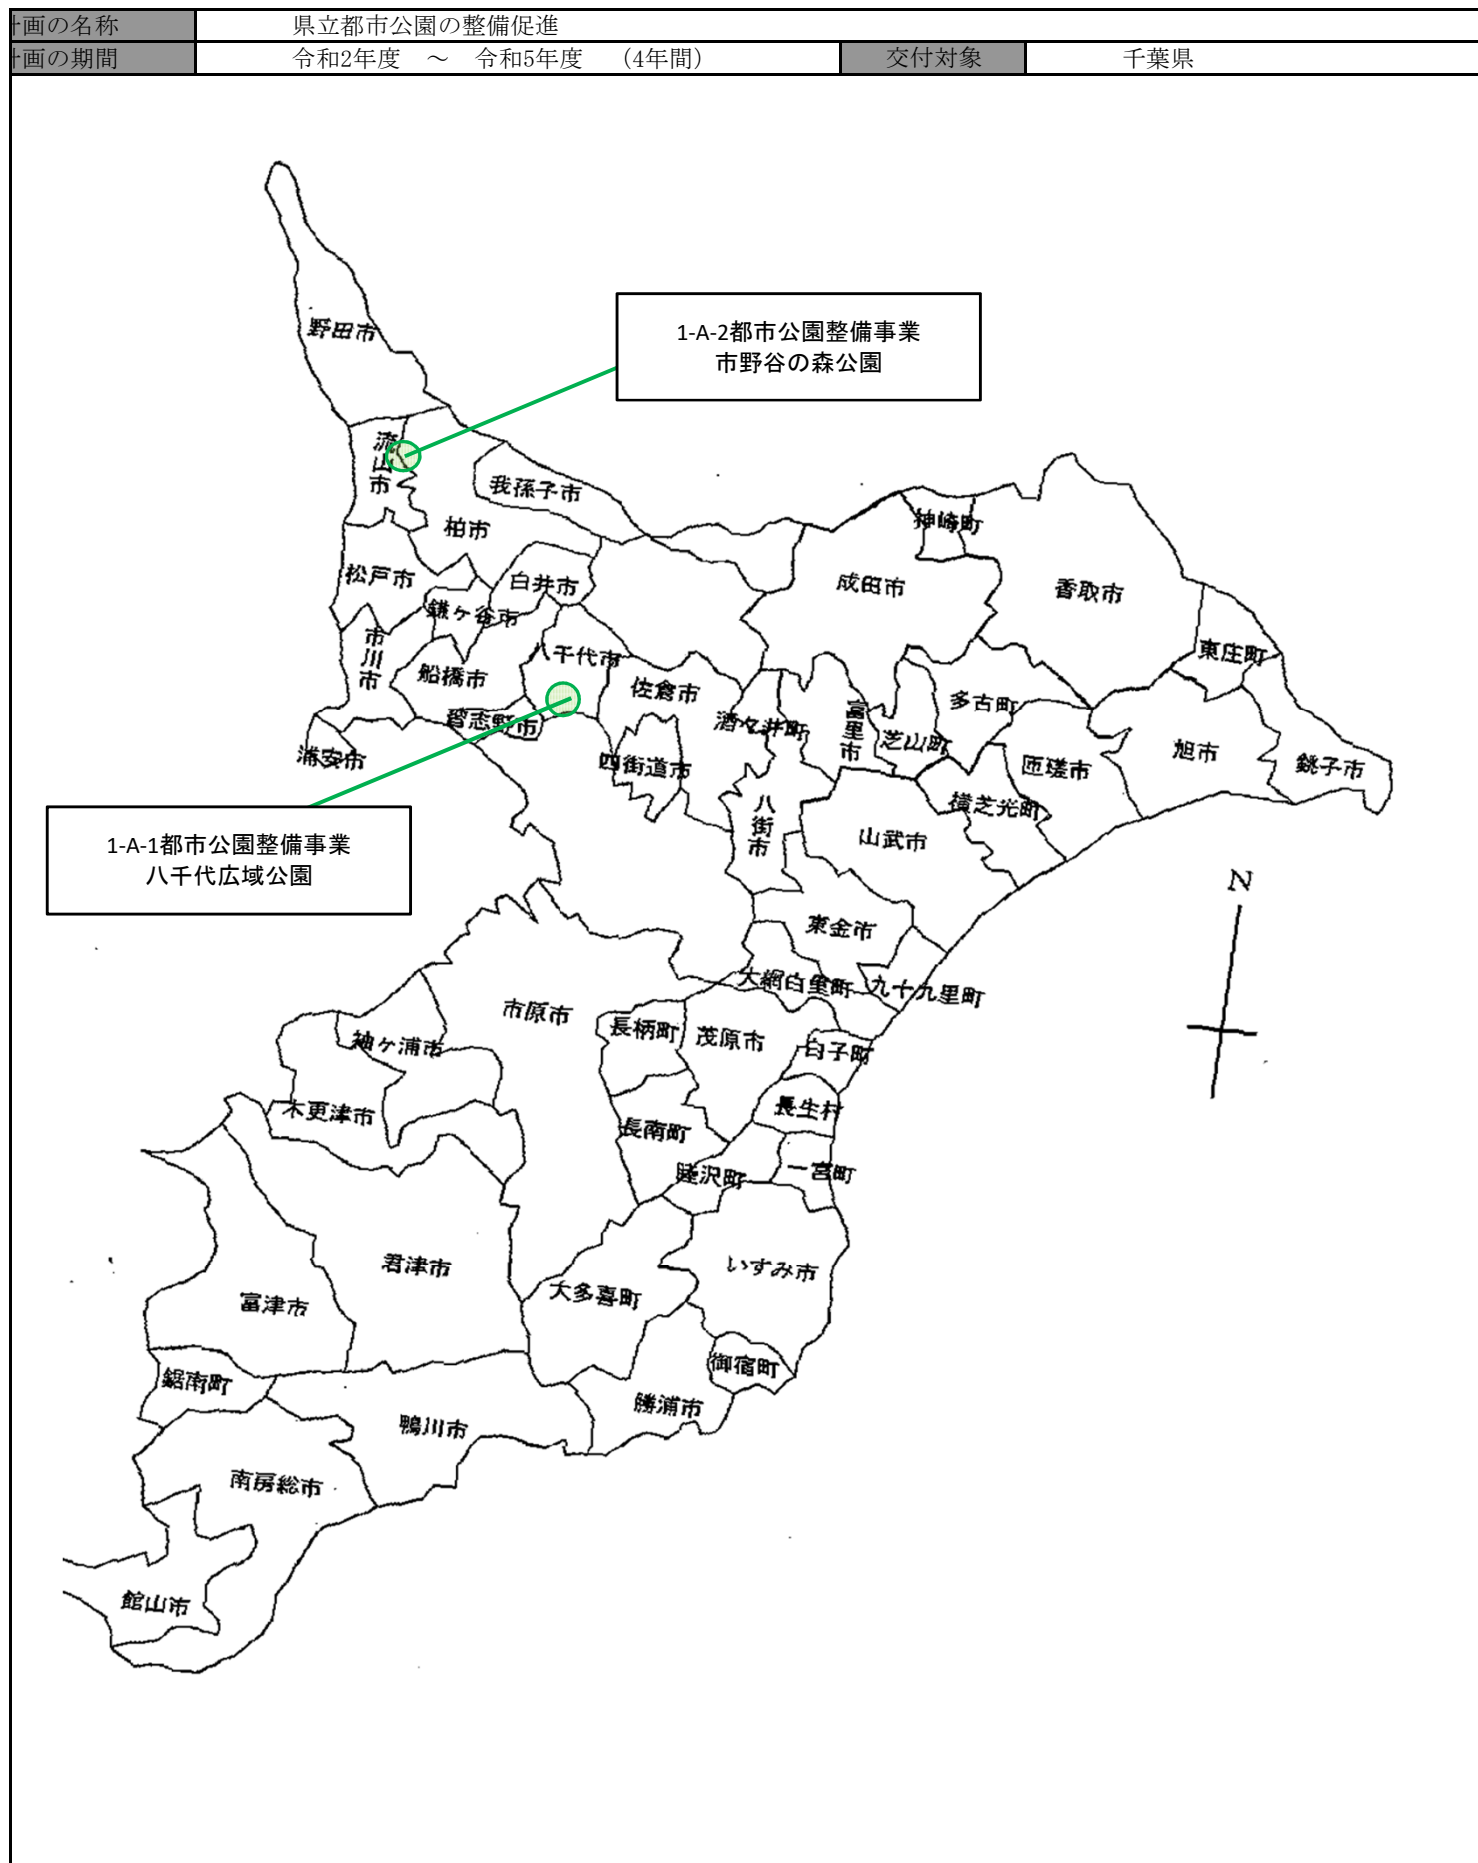 画の名称 県立都市公園の整備促進
画の期間 令和2年度 ～ 令和5年度 （4年間） 交付対象 千葉県
野田市
1-A-2都市公園整備事業
市野谷の森公園
流山市
我孫子市
柏市
神崎町
松戸市
白井市
成田市
香取市
鎌ヶ谷市
市川市
船橋市
八千代市
佐倉市
東庄町
習志野市
酒々井町
富里市
芝山町
多古町
浦安市
四街道市
匝瑳市
旭市
銚子市
八街市
横芝光町
山武市
1-A-1都市公園整備事業
八千代広域公園
N
東金市
大網白里町
九十九里町
市原市
長柄町
茂原市
白子町
袖ヶ浦市
木更津市
長生村
長南町
睦沢町
一宮町
君津市
いすみ市
富津市
大多喜町
御宿町
鋸南町
勝浦市
鴨川市
南房総市
館山市